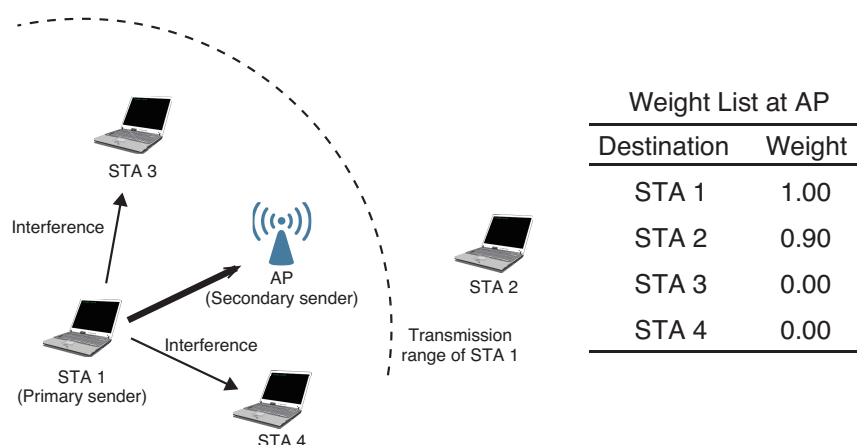 STA 3
Interference
AP
(Secondary sender)
STA 2
Interference
Transmission
range of STA 1
STA 1
(Primary sender)
STA 4
Weight List at AP
Destination Weight
STA 1 1.00
STA 2 0.90
STA 3 0.00
STA 4 0.00